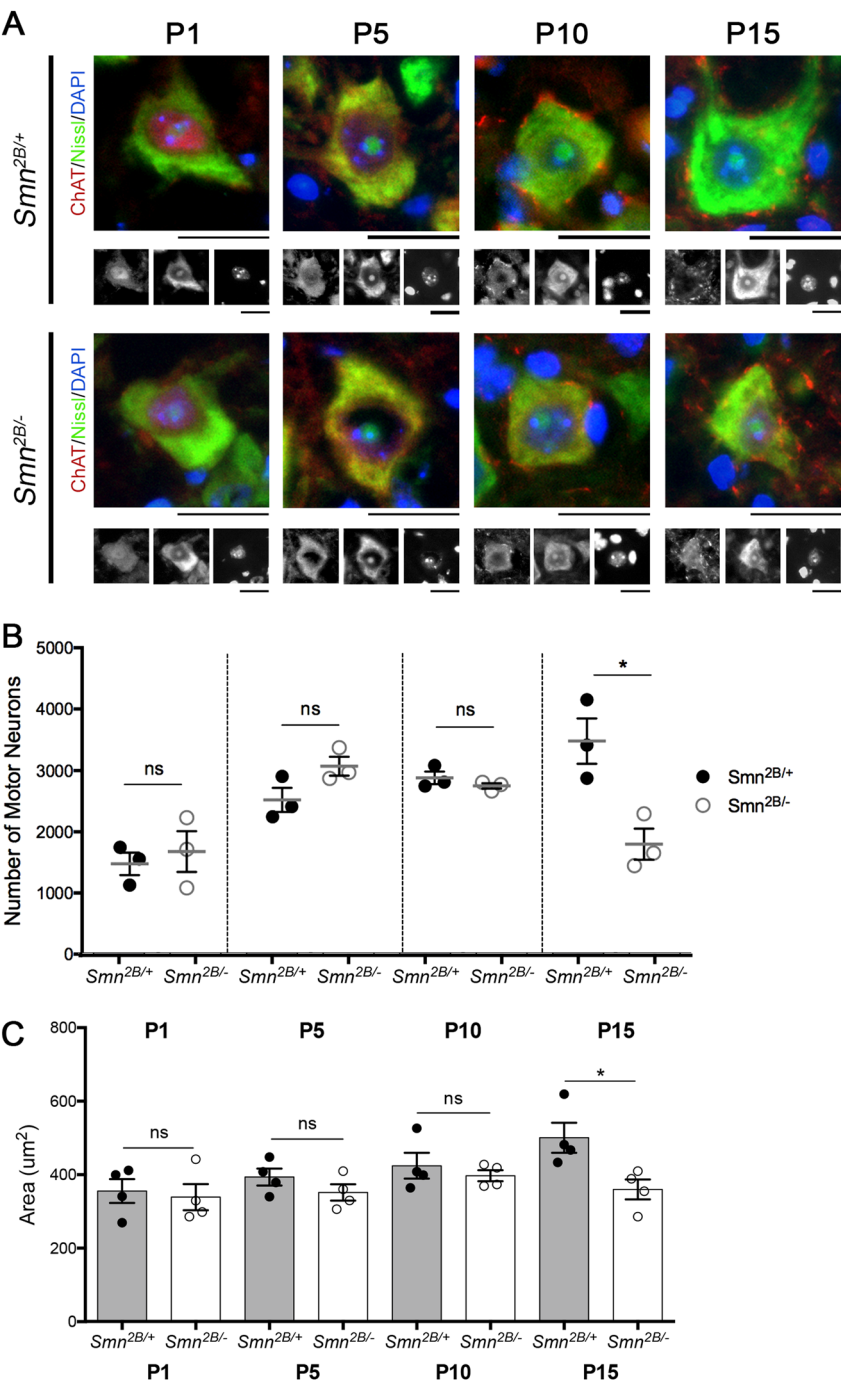 A
P1 P5 P10 P15
Smn2B/+
ChAT/Nissl/DAPI
Smn2B/-
ChAT/Nissl/DAPI
B
Number of Motor Neurons
5000
4000
3000
2000
1000
0
ns
ns
ns
*
Smn2B/+
Smn2B/-
Smn2B/+ Smn2B/- Smn2B/+ Smn2B/- Smn2B/+ Smn2B/- Smn2B/+ Smn2B/-
C
P1 P5 P10 P15
Area (um2)
800
600
400
200
0
ns
ns
ns
*
Smn2B/+ Smn2B/- Smn2B/+ Smn2B/- Smn2B/+ Smn2B/- Smn2B/+ Smn2B/-
P1 P5 P10 P15